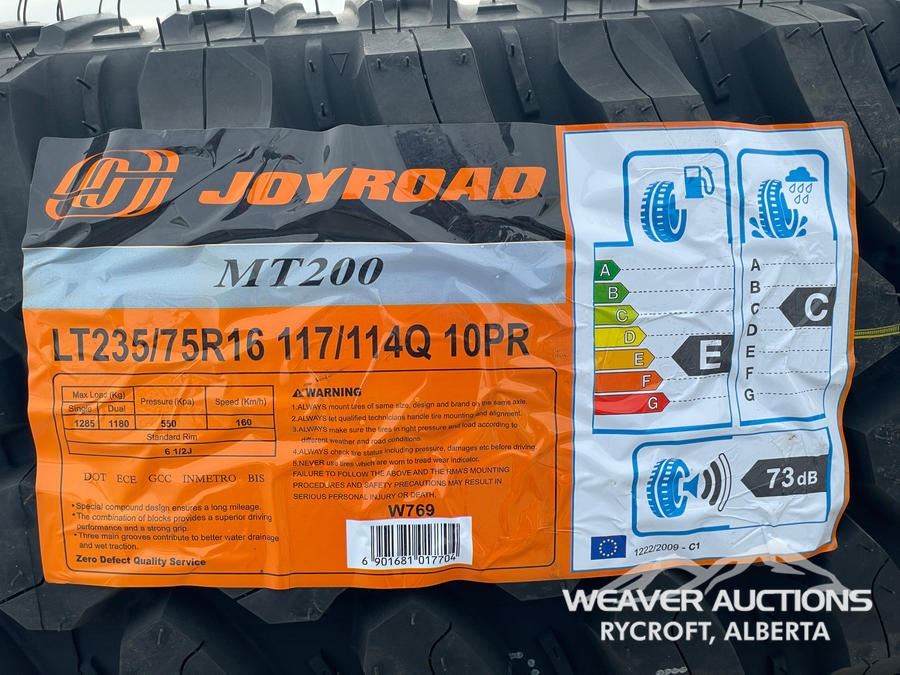 JOYROAD
MT200
LT235/75R16 117/114Q 10PR
Max Load (Kg) Pressure (Kpa) Speed (Km/h)
Single Dual
1285 1180 550 160
Standard Rim
6 1/2J
DOT ECE GCC INMETRO BIS
* Special compound design ensures a long mileage.
* The combination of blocks provides a superior driving
performance and a strong grip.
* Three main grooves contribute to better water drainage
and wet traction.
Zero Defect Quality Service
WARNING
1.ALWAYS mount tires of same size, design and brand on the same axle.
2.ALWAYS let qualified technicians handle tire mounting and alignment.
3.ALWAYS make sure the tires in right pressure and load according to
different weather and road conditions.
4.ALWAYS check tire status including pressure, damages etc before driving.
5.NEVER use tires which are worn to tread wear indicator.
FAILURE TO FOLLOW THE ABOVE AND THE RMA'S MOUNTING
PROCEDURES AND SAFETY PRECAUTIONS MAY RESULT IN
SERIOUS PERSONAL INJURY OR DEATH.
W769
6 901681 017704
A
B
C
D
E
F
G
E
A
B
C
D
E
F
G
C
73 dB
1222/2009 - C1
WEAVER AUCTIONS
RYCROFT, ALBERTA